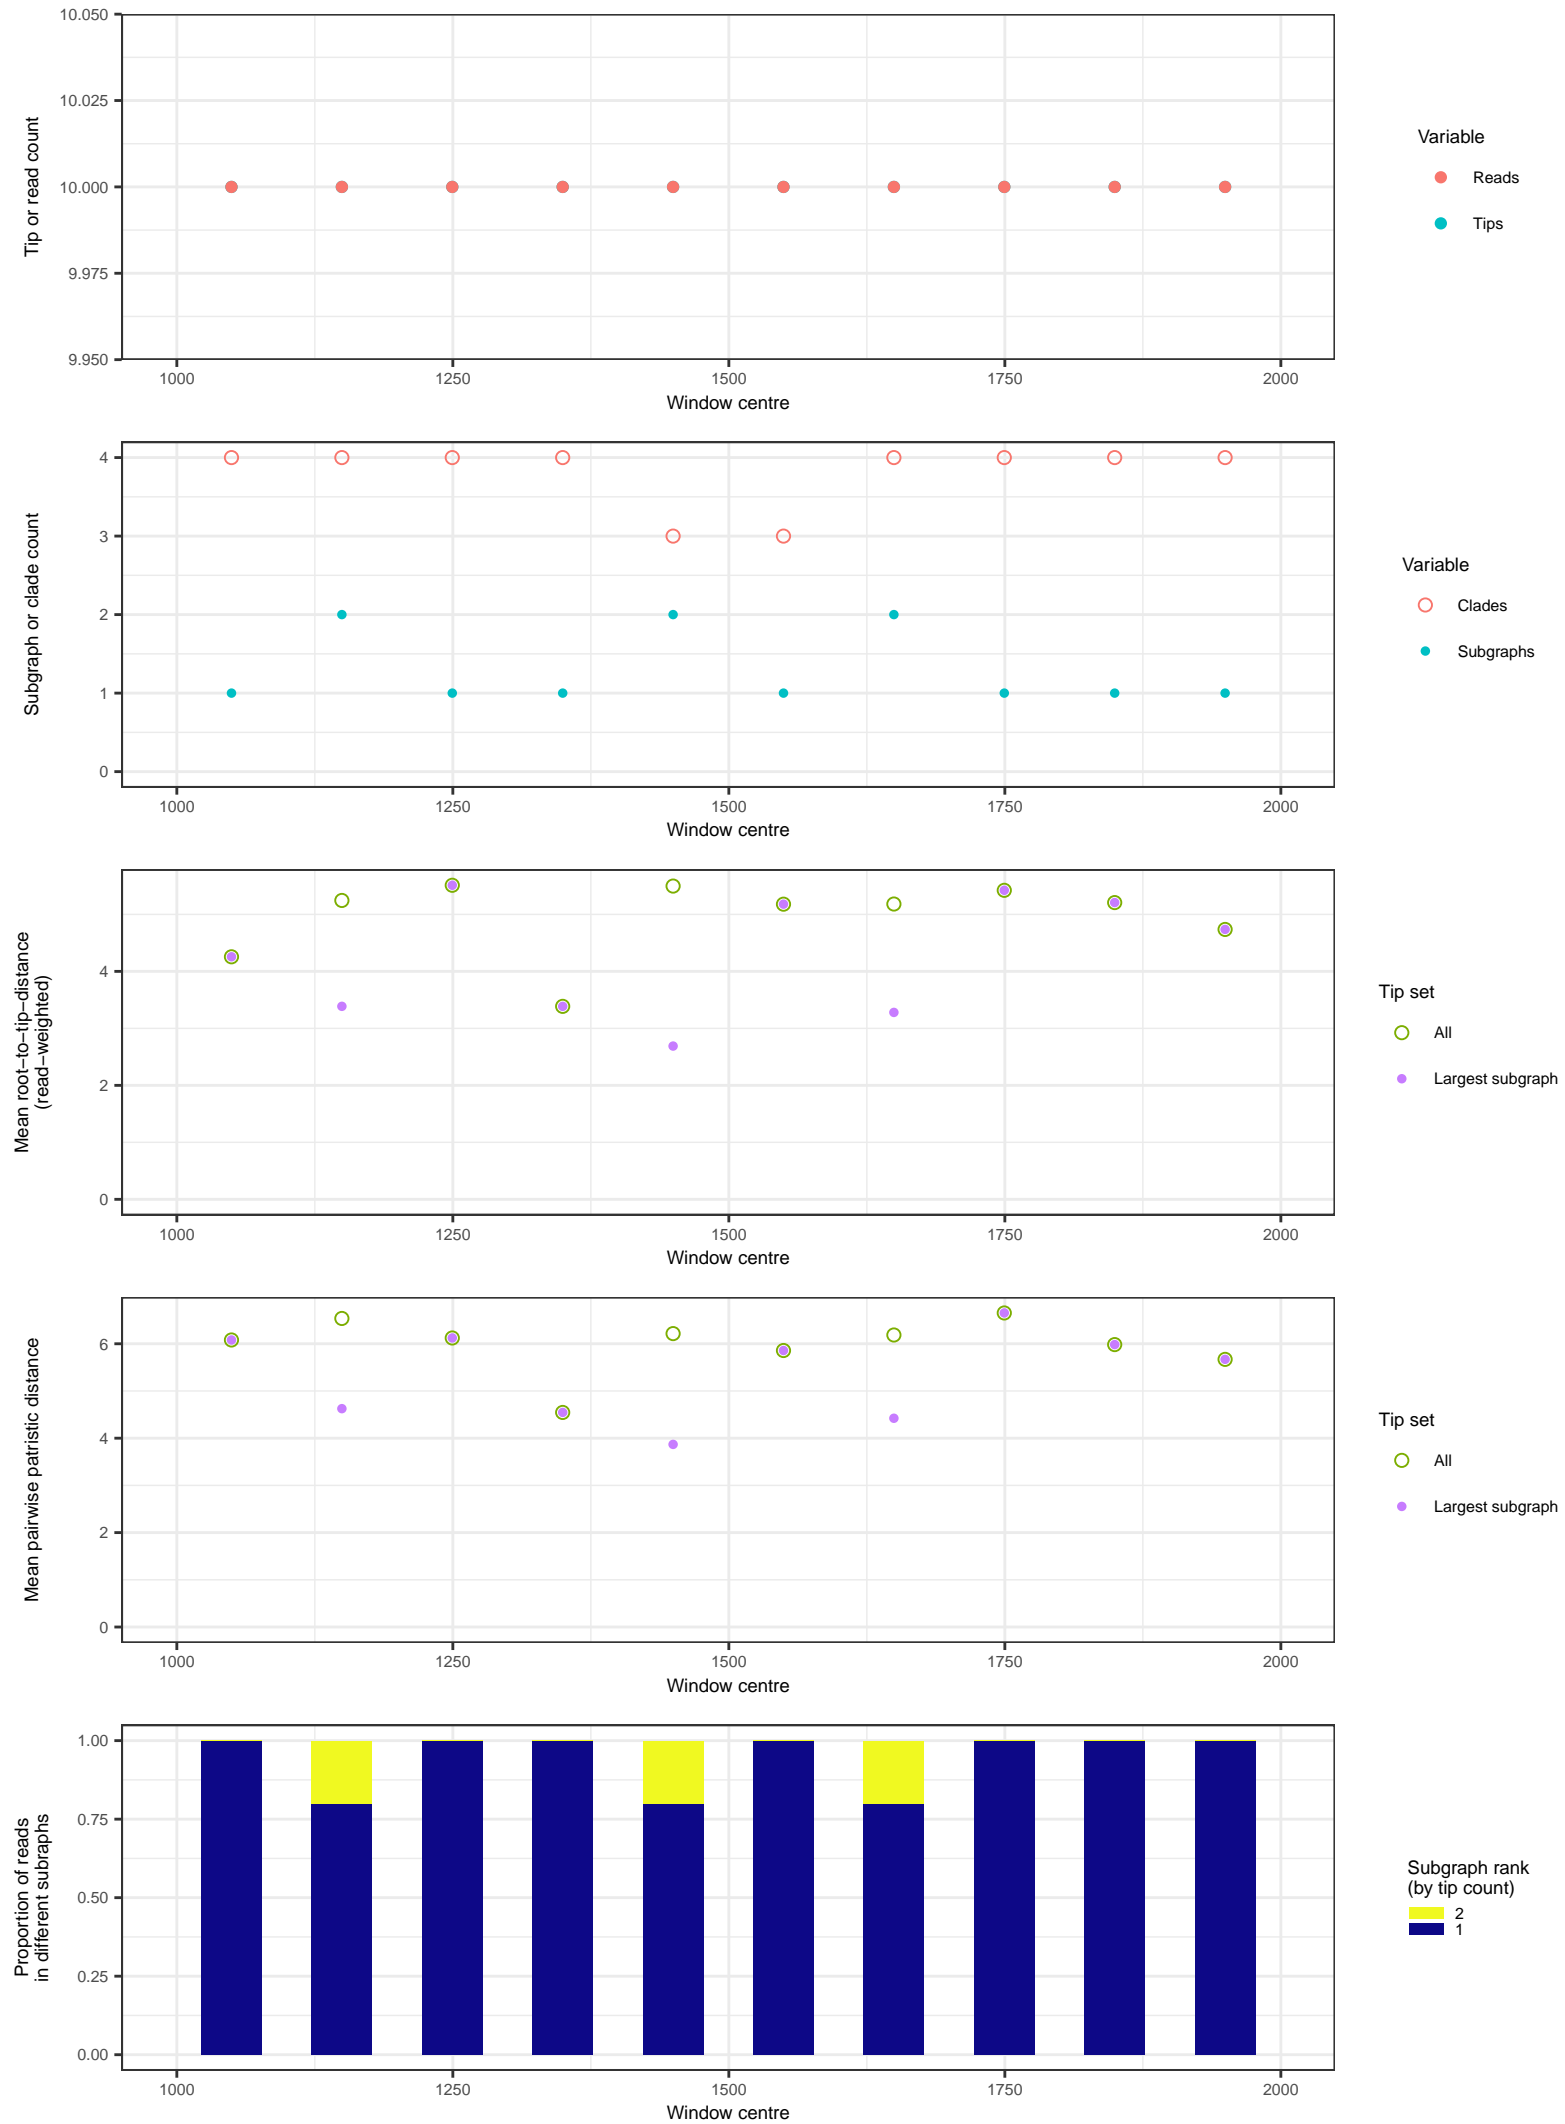 10.050
10.025
10.000
9.975
9.950
Tip or read count
1000 1250 1500 1750 2000
Window centre
Variable
Reads
Tips
4
3
2
1
0
Subgraph or clade count
1000 1250 1500 1750 2000
Window centre
Variable
Clades
Subgraphs
4
2
0
Mean root−to−tip−distance
(read−weighted)
1000 1250 1500 1750 2000
Window centre
Tip set
All
Largest subgraph
6
4
2
0
Mean pairwise patristic distance
1000 1250 1500 1750 2000
Window centre
Tip set
All
Largest subgraph
1.00
0.75
0.50
0.25
0.00
Proportion of reads
in different subraphs
1000 1250 1500 1750 2000
Window centre
Subgraph rank
(by tip count)
2
1